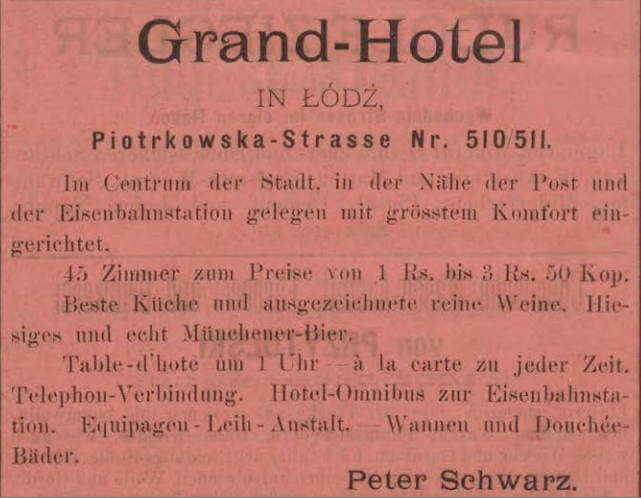 Grand-Hotel
IN ŁÓDŹ,
Piotrkowska-Strasse Nr. 510/511.
Im Centrum der Stadt, in der Nähe der Post und
der Eisenbahnstation gelegen mit grösstem Komfort ein-
gerichtet.
45 Zimmer zum Preise von 1 Rs. bis 3 Rs. 50 Kop.
Beste Küche und ausgezeichnete reine Weine. Hie-
siges und echt Münchener-Bier.
Table-d'hote um 1 Uhr — à la carte zu jeder Zeit.
Telephon-Verbindung. Hotel-Omnibus zur Eisenbahnsta-
tion. Equipagen-Leih-Anstalt. — Wannen und Douchée-
Bäder.
Peter Schwarz.